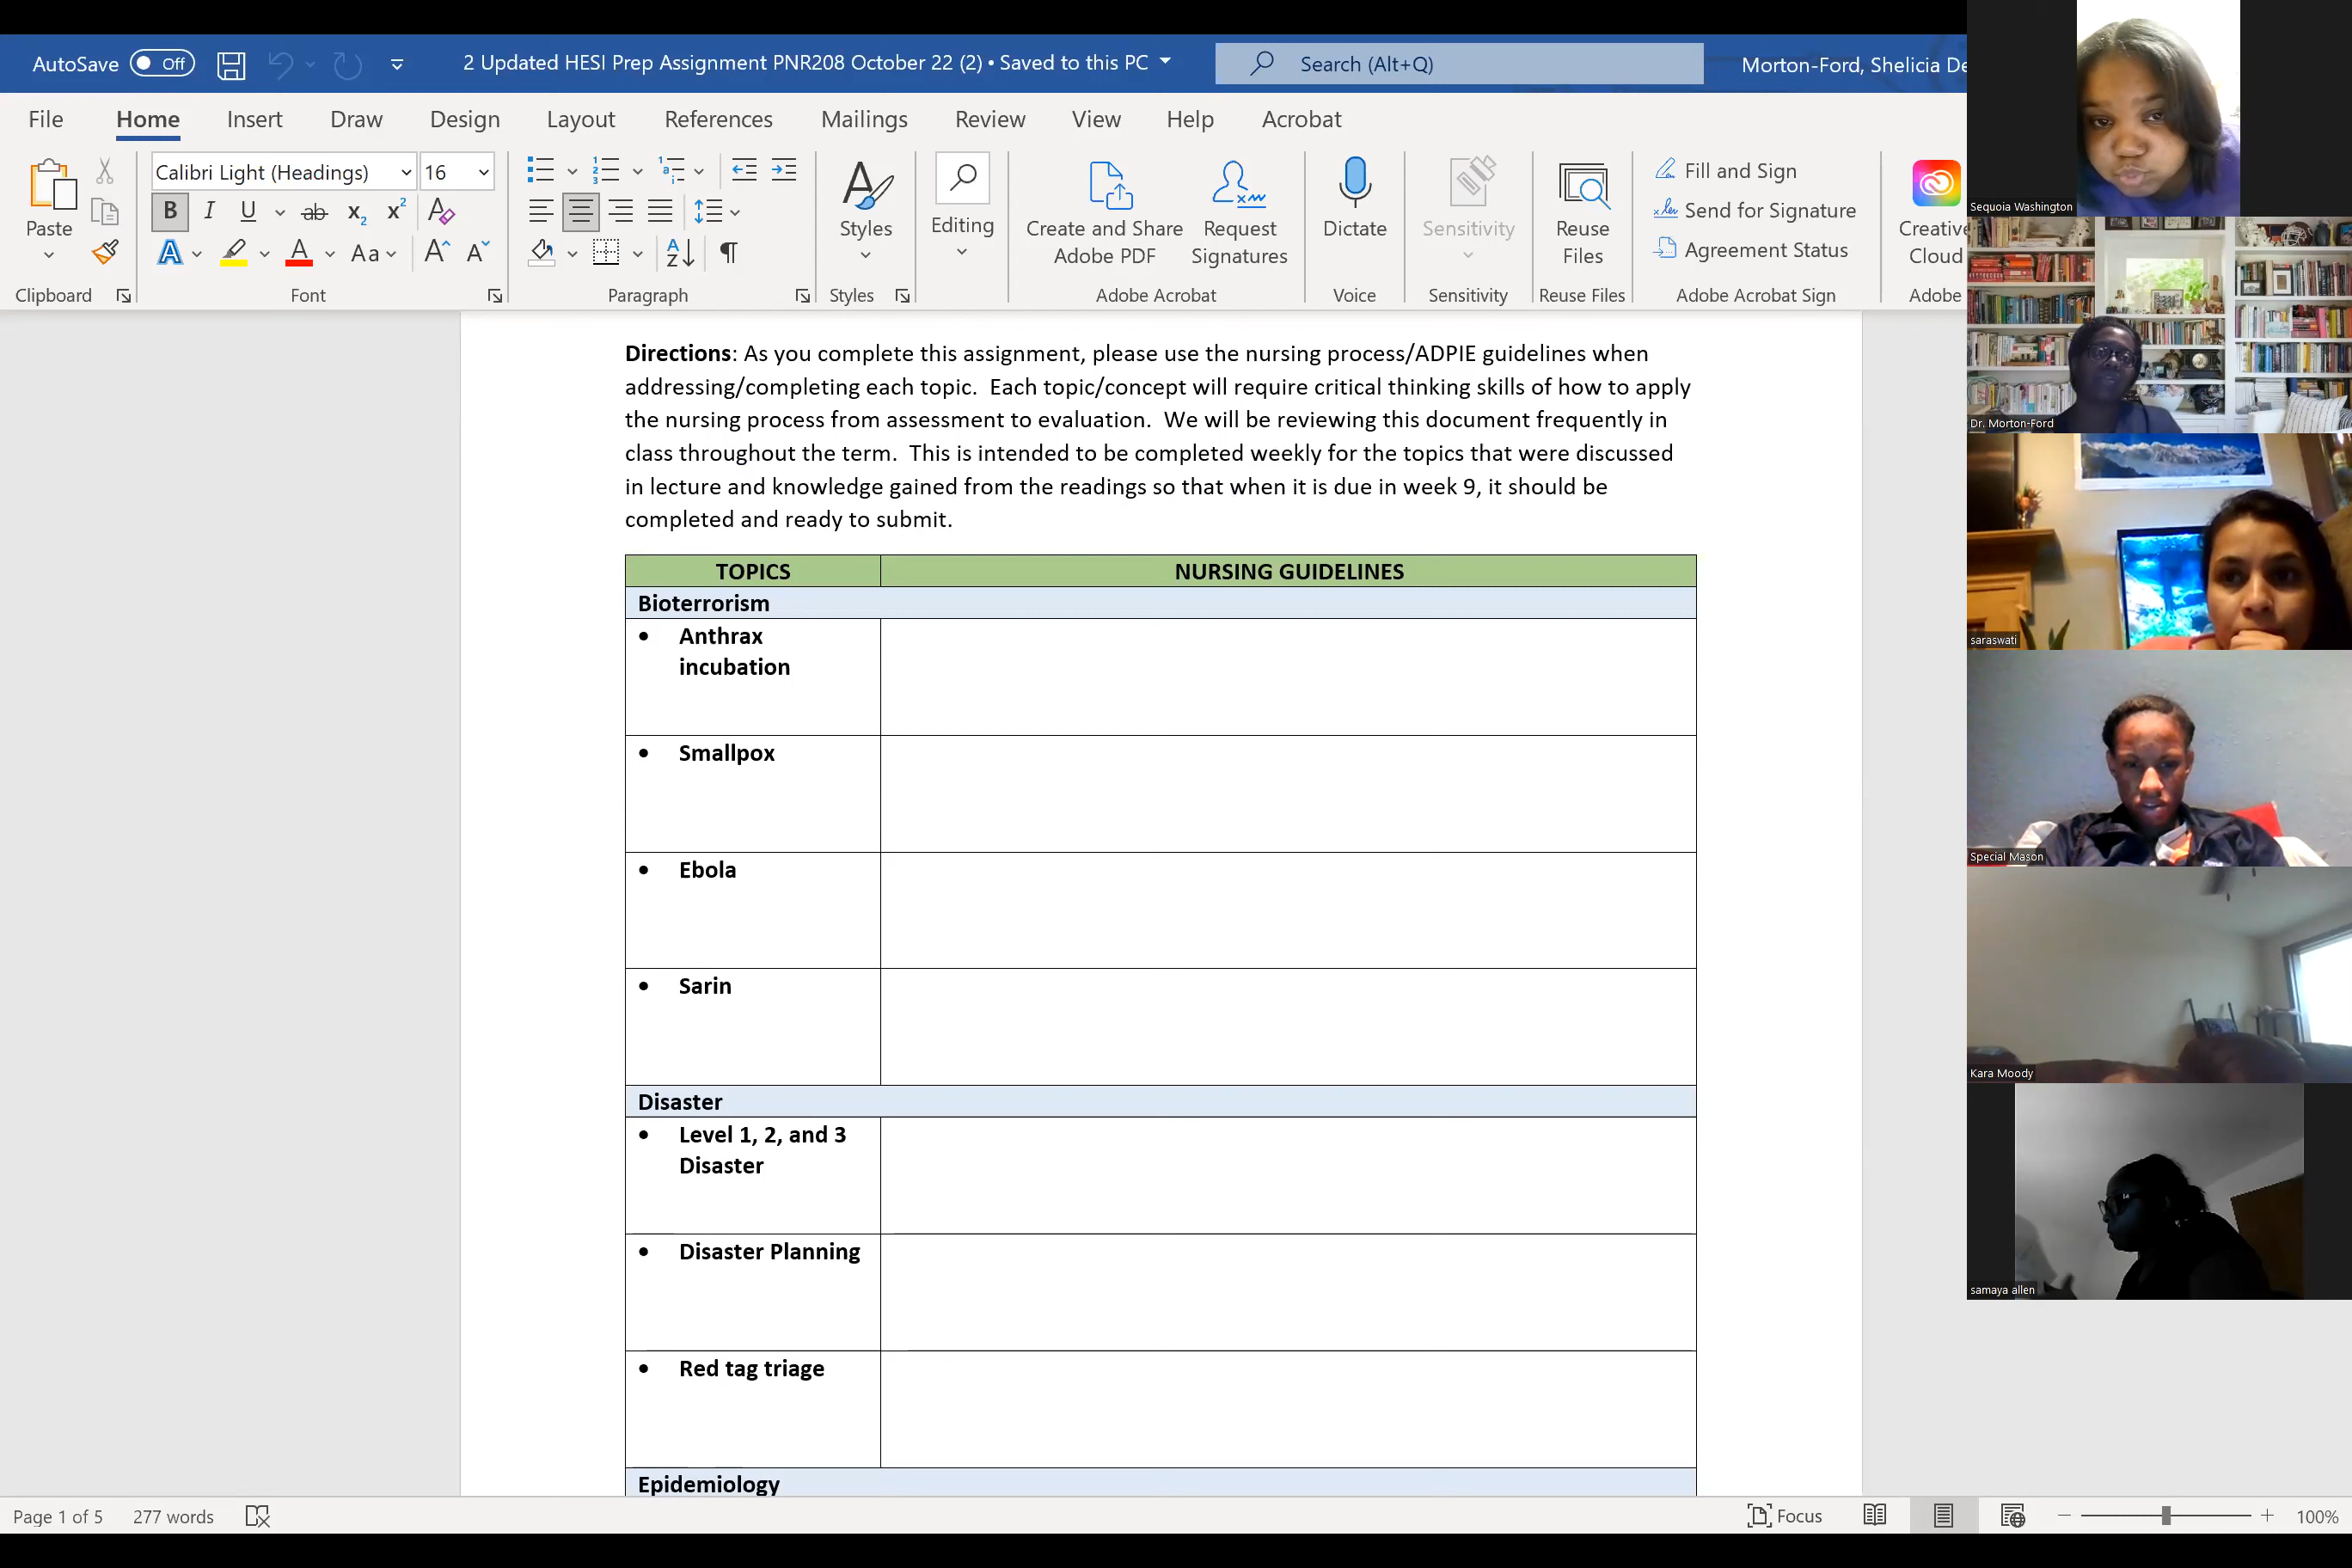 AutoSave Off 2 Updated HESI Prep Assignment PNR208 October 22 (2) • Saved to this PC Search (Alt+Q) Morton-Ford, Shelicia De
File Home Insert Draw Design Layout References Mailings Review View Help Acrobat
Paste
Clipboard
Calibri Light (Headings) 16
B I U ab x2 x2 A
A A Aa A A
Font
A Z ¶
Paragraph
Styles
Styles
Editing
Create and Share
Adobe PDF
Request
Signatures
Adobe Acrobat
Dictate
Voice
Sensitivity
Sensitivity
Reuse
Files
Reuse Files
Fill and Sign
Send for Signature
Agreement Status
Adobe Acrobat Sign
Creative
Cloud
Adobe
Directions: As you complete this assignment, please use the nursing process/ADPIE guidelines when
addressing/completing each topic. Each topic/concept will require critical thinking skills of how to apply
the nursing process from assessment to evaluation. We will be reviewing this document frequently in
class throughout the term. This is intended to be completed weekly for the topics that were discussed
in lecture and knowledge gained from the readings so that when it is due in week 9, it should be
completed and ready to submit.
TOPICS NURSING GUIDELINES
Bioterrorism
• Anthrax
incubation
• Smallpox
• Ebola
• Sarin
Disaster
• Level 1, 2, and 3
Disaster
• Disaster Planning
• Red tag triage
Epidemiology
Page 1 of 5 277 words Focus 100%
Sequoia Washington
Dr. Morton-Ford
saraswati
Special Mason
Kara Moody
samaya allen